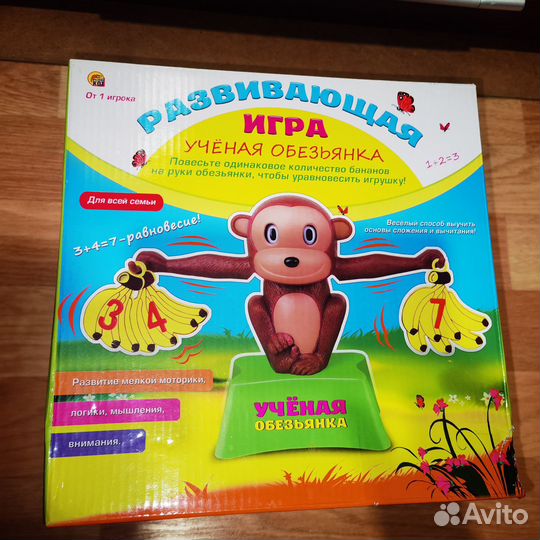 От 1 игрока
РАЗВИВАЮЩАЯ
ИГРА
УЧЁНАЯ ОБЕЗЬЯНКА
1+2=3
Повесьте одинаковое количество бананов
на руки обезьянки, чтобы уравновесить игрушку!
Для всей семьи
3+4=7-равновесие!
Весёлый способ выучить
основы сложения и вычитания!
3 4
7
Развитие мелкой моторики,
логики, мышления,
внимания.
УЧЁНАЯ
ОБЕЗЬЯНКА
Avito